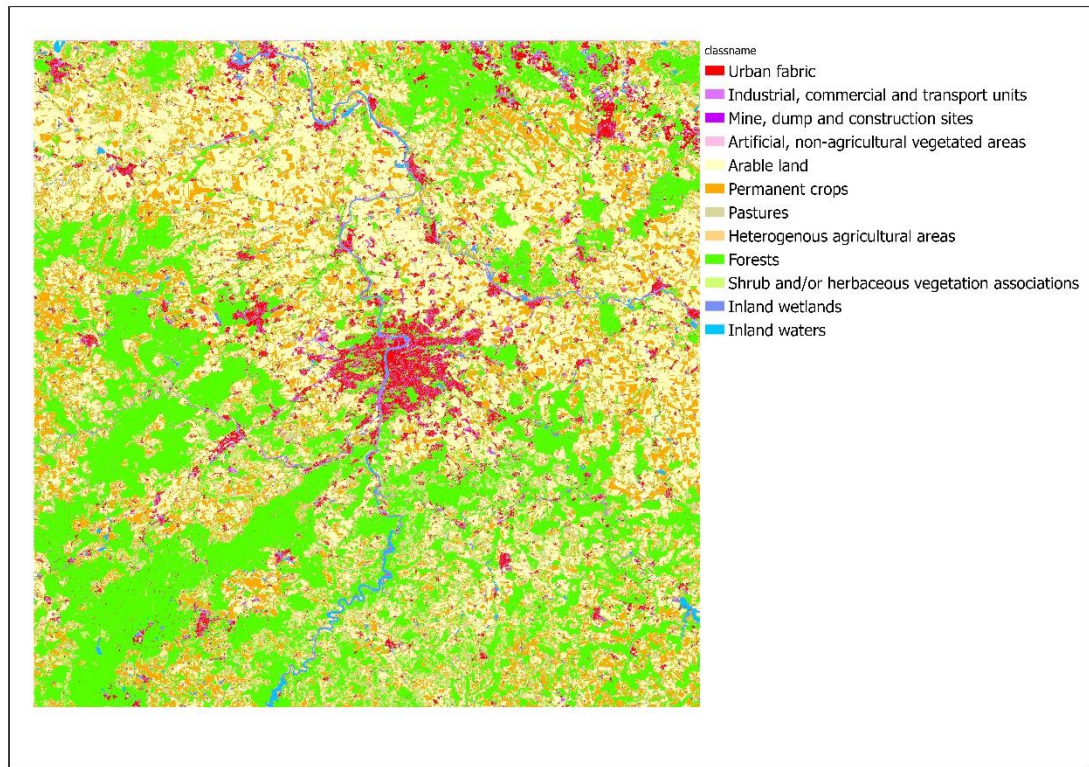 classname
Urban fabric
Industrial, commercial and transport units
Mine, dump and construction sites
Artificial, non-agricultural vegetated areas
Arable land
Permanent crops
Pastures
Heterogenous agricultural areas
Forests
Shrub and/or herbaceous vegetation associations
Inland wetlands
Inland waters